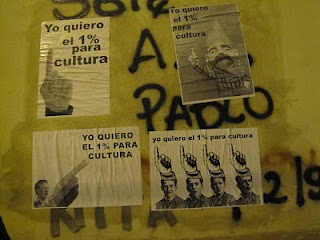 Yo quiero
el 1%
para
cultura
Yo quiero
el 1% para
cultura
PABLO
YO QUIERO
EL 1% PARA
CULTURA
yo quiero el 1% para cultura